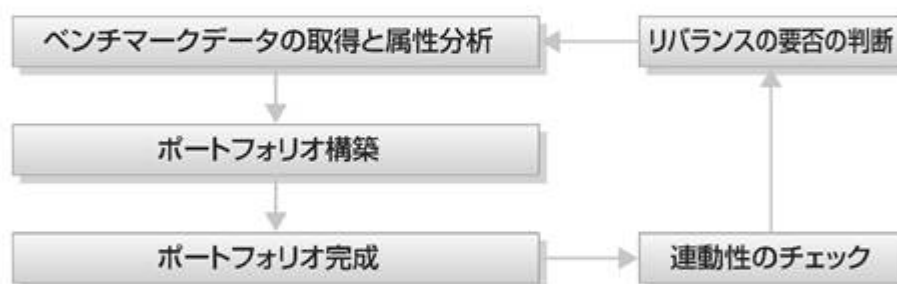 ベンチマークデータの取得と属性分析
リバランスの要否の判断
ポートフォリオ構築
ポートフォリオ完成
連動性のチェック